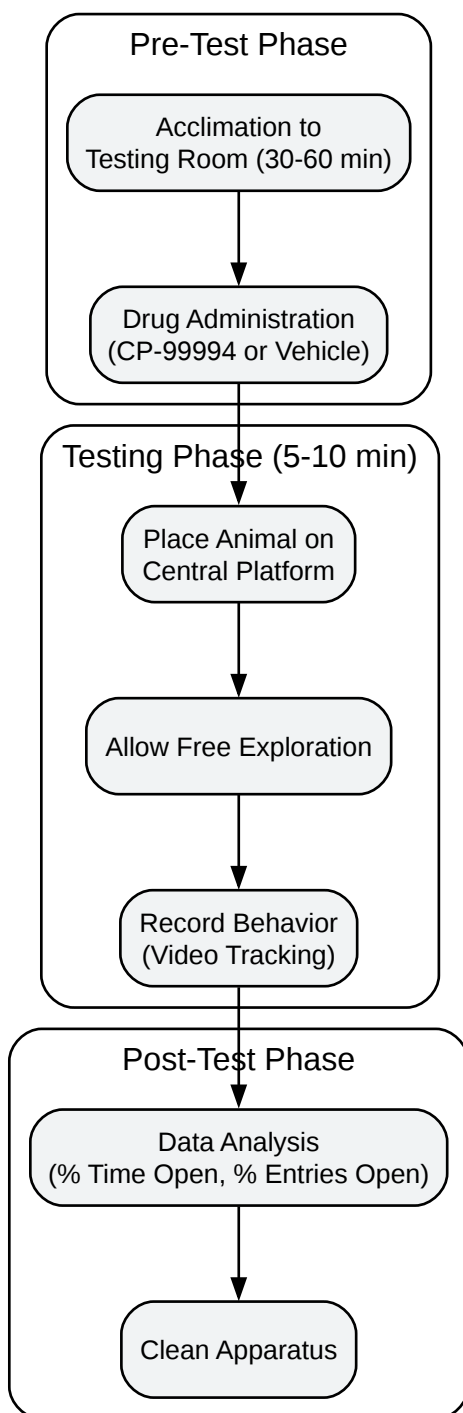 Pre-Test Phase
Acclimation to
Testing Room (30-60 min)
Drug Administration
(CP-99994 or Vehicle)
Testing Phase (5-10 min)
Place Animal on
Central Platform
Allow Free Exploration
Record Behavior
(Video Tracking)
Post-Test Phase
Data Analysis
(% Time Open, % Entries Open)
Clean Apparatus